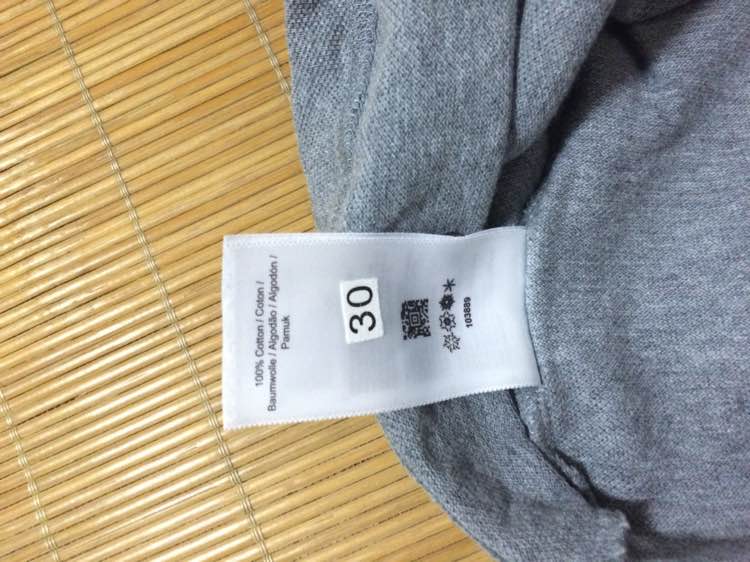 100% Cotton / Coton /
Baumwolle / Algodão / Algodón /
Pamuk
30
103889